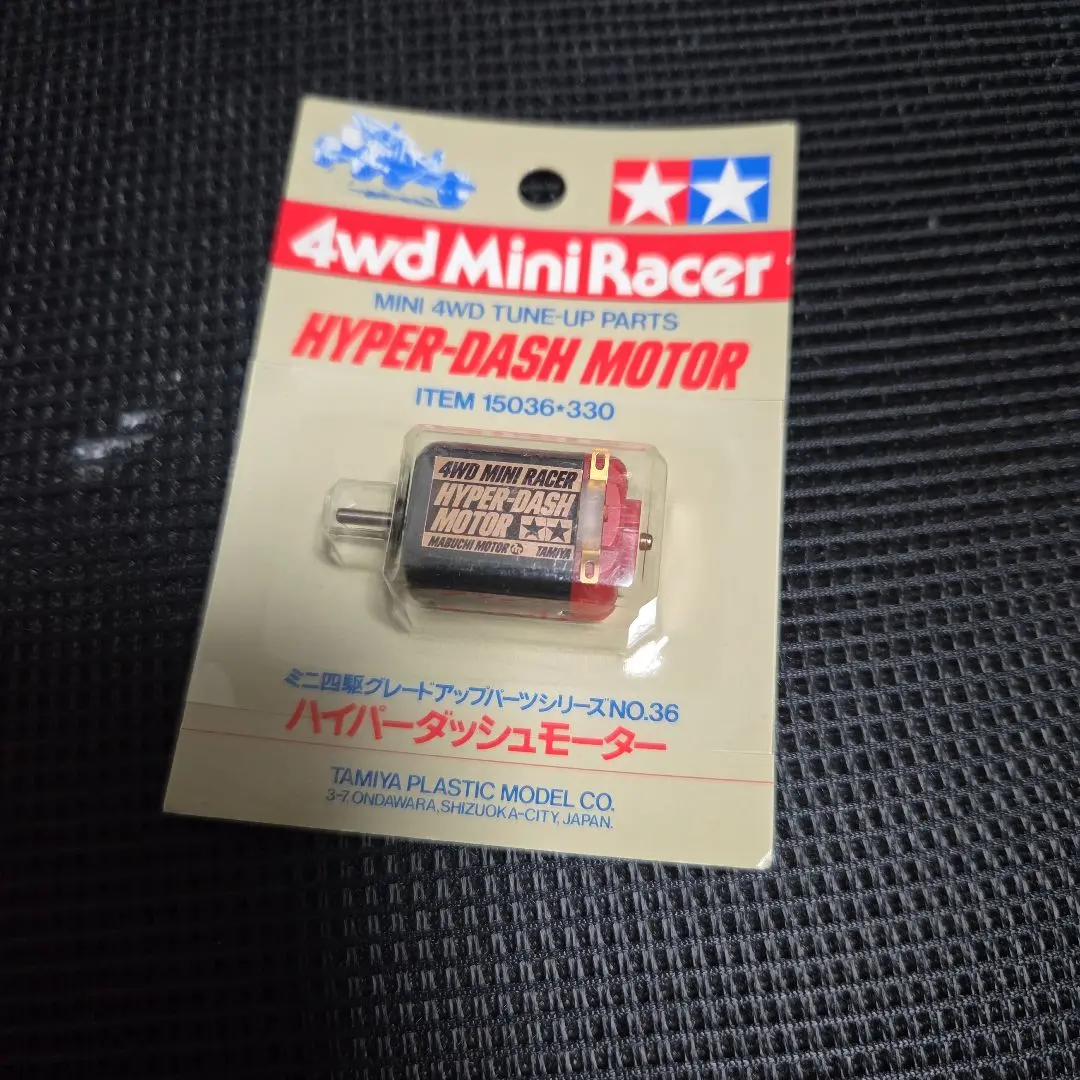 4wd Mini Racer
MINI 4WD TUNE-UP PARTS
HYPER-DASH MOTOR
ITEM 15036★330
4WD MINI RACER
HYPER-DASH
MOTOR
MABUCHI MOTOR TAMIYA
ミニ四駆グレードアップパーツシリーズNO.36
ハイパーダッシュモーター
TAMIYA PLASTIC MODEL CO.
3-7, ONDAWARA, SHIZUOKA-CITY, JAPAN.